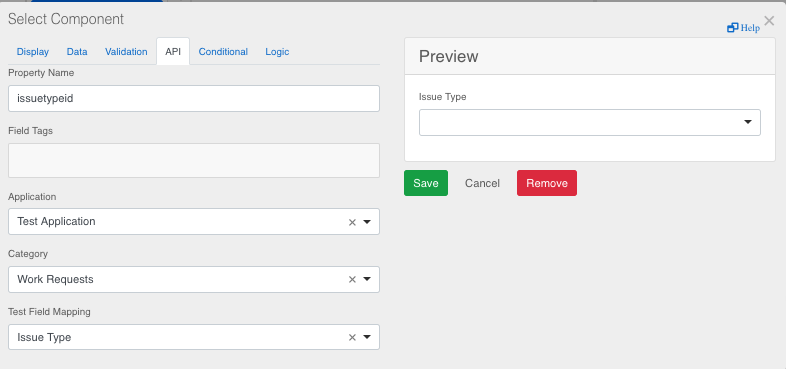 Select Component
Help
Display Data Validation API Conditional Logic
Property Name
issuetypeid
Field Tags
Application
Test Application
Category
Work Requests
Test Field Mapping
Issue Type
Preview
Issue Type
Save Cancel Remove